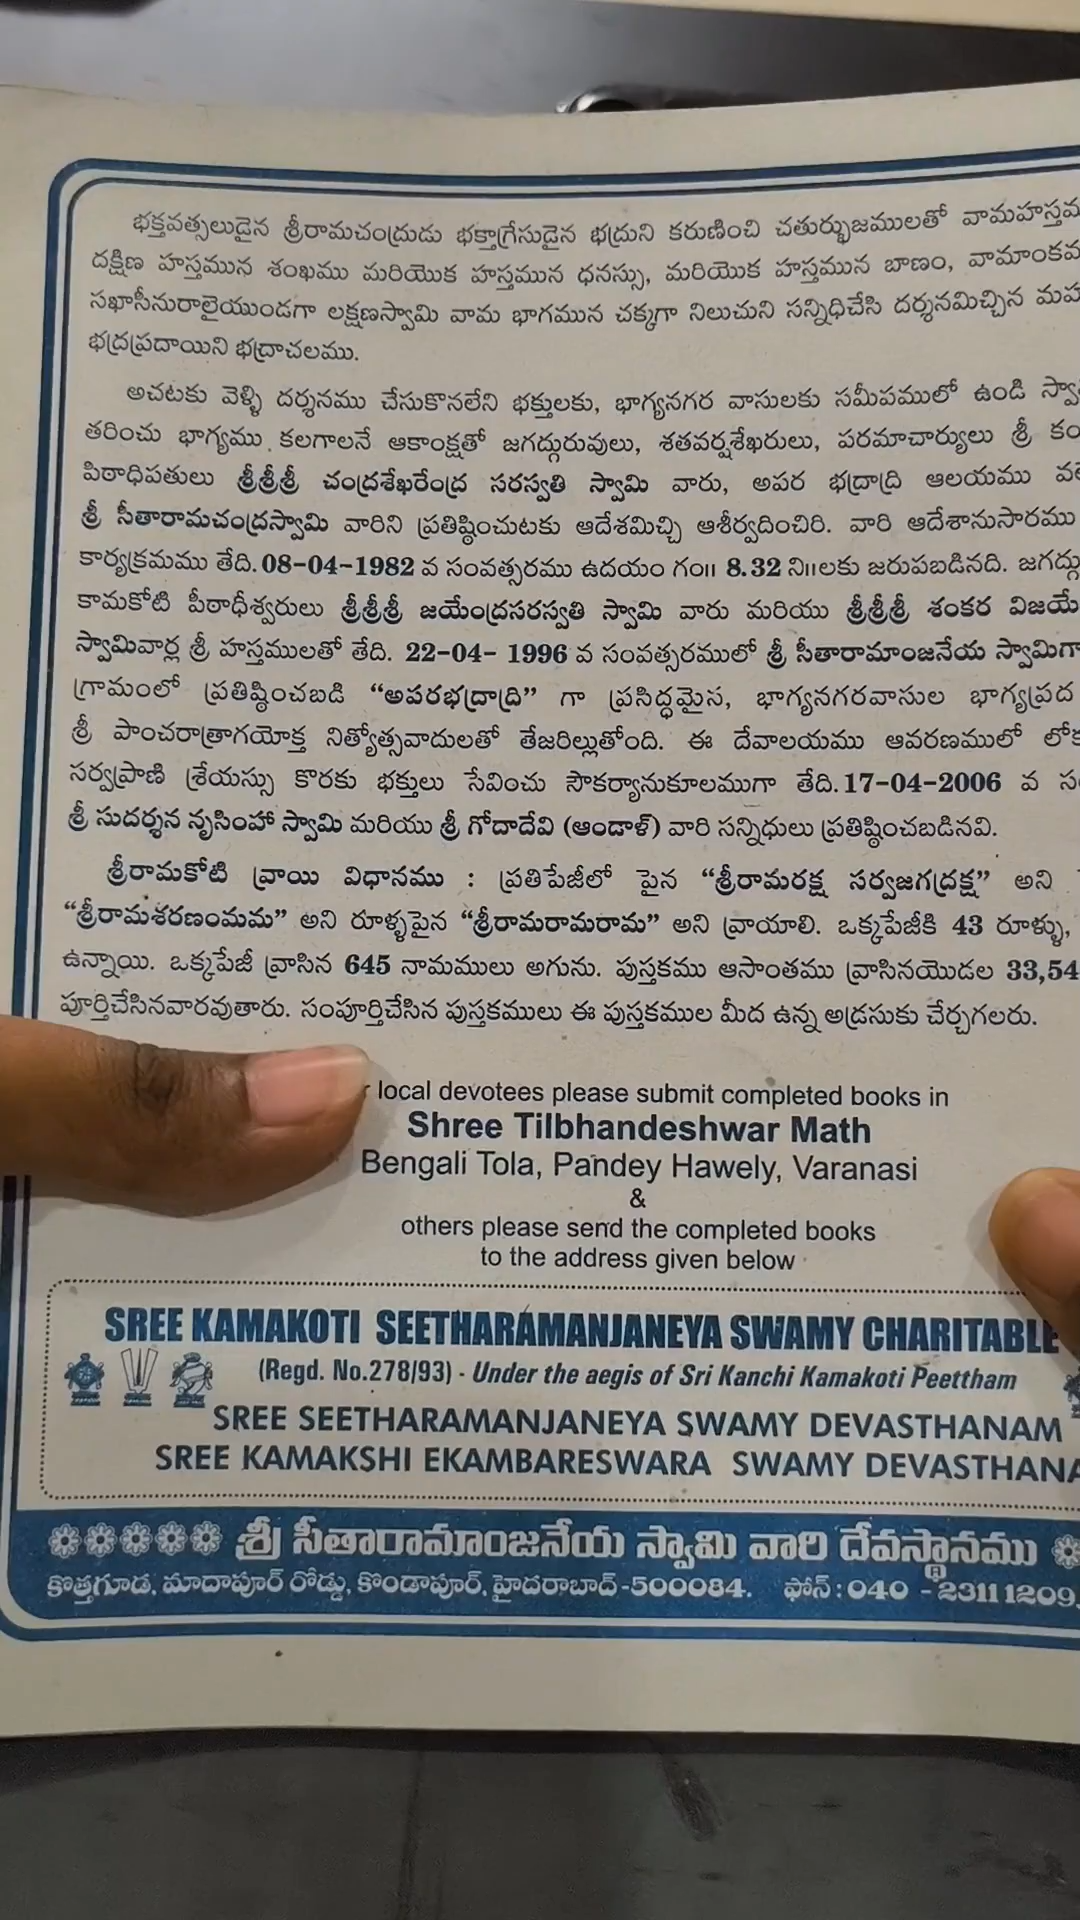 భక్తవత్సలుడైన శ్రీరామచంద్రుడు భక్తాగ్రేసుడైన భద్రుని కరుణించి చతుర్భుజములతో
దక్షిణ హస్తమున శంఖము మరియొక హస్తమున ధనస్సు, మరియొక హస్తమున బాణం,
సఖాసీనురాలైయుండగా లక్షణస్వామి వామ భాగమున చక్కగా నిలుచుని సన్నిధిచేసి దర్శనమిచ్చిన
భద్రప్రదాయిని భద్రాచలము.
అచటకు వెళ్ళి దర్శనము చేసుకొనలేని భక్తులకు, భాగ్యనగర వాసులకు సమీపములో ఉండి
తరించు భాగ్యము కలగాలనే ఆకాంక్షతో జగద్గురువులు, శతవర్షశేఖరులు, పరమాచార్యులు శ్రీ
పిఠాధిపతులు శ్రీశ్రీశ్రీ చంద్రశేఖరేంద్ర సరస్వతి స్వామి వారు, అపర భద్రాద్రి ఆలయము
శ్రీ సీతారామచంద్రస్వామి వారిని ప్రతిష్ఠించుటకు ఆదేశమిచ్చి ఆశీర్వదించిరి. వారి ఆదేశానుసారము
కార్యక్రమము తేది. 08-04-1982 వ సంవత్సరము ఉదయం గం॥ 8.32 ని॥లకు జరుపబడినది.
కామకోటి పీఠాధీశ్వరులు శ్రీశ్రీశ్రీ జయేంద్రసరస్వతి స్వామి వారు మరియు శ్రీశ్రీశ్రీ శంకర
స్వామివార్ల శ్రీ హస్తములతో తేది. 22-04- 1996 వ సంవత్సరములో శ్రీ సీతారామాంజనేయ స్వామిగా
గ్రామంలో ప్రతిష్ఠించబడి “అపరభద్రాద్రి” గా ప్రసిద్ధమైన, భాగ్యనగరవాసుల భాగ్యప్రద
శ్రీ పాంచరాత్రాగయోక్త నిత్యోత్సవాదులతో తేజరిల్లుతోంది. ఈ దేవాలయము ఆవరణములో
సర్వప్రాణి శ్రేయస్సు కొరకు భక్తులు సేవించు సౌకర్యానుకూలముగా తేది. 17-04-2006 వ
శ్రీ సుదర్శన నృసింహా స్వామి మరియు శ్రీ గోదాదేవి (ఆండాళ్) వారి సన్నిధులు ప్రతిష్ఠించబడినవి.
శ్రీరామకోటి వ్రాయి విధానము : ప్రతిపేజీలో పైన “శ్రీరామరక్ష సర్వజగద్రక్ష” అని
“శ్రీరామశరణంమమ” అని రూళ్ళపైన “శ్రీరామరామరామ” అని వ్రాయాలి. ఒక్కపేజీకి 43 రూళ్ళు,
ఉన్నాయి. ఒక్కపేజీ వ్రాసిన 645 నామములు అగును. పుస్తకము ఆసాంతము వ్రాసినయొడల 33,54
పూర్తిచేసినవారవుతారు. సంపూర్తిచేసిన పుస్తకములు ఈ పుస్తకముల మీద ఉన్న అడ్రసుకు చేర్చగలరు.
local devotees please submit completed books in
Shree Tilbhandeshwar Math
Bengali Tola, Pandey Hawely, Varanasi
&
others please send the completed books
to the address given below
SREE KAMAKOTI SEETHARAMANJANEYA SWAMY CHARITABLE
(Regd. No.278/93) - Under the aegis of Sri Kanchi Kamakoti Peettham
SREE SEETHARAMANJANEYA SWAMY DEVASTHANAM
SREE KAMAKSHI EKAMBARESWARA SWAMY DEVASTHANA
శ్రీ సీతారామాంజనేయ స్వామి వారి దేవస్థానము
కొత్తగూడ, మాదాపూర్ రోడ్డు, కొండాపూర్, హైదరాబాద్-500084. ఫోన్ : 040 - 2311 1209.